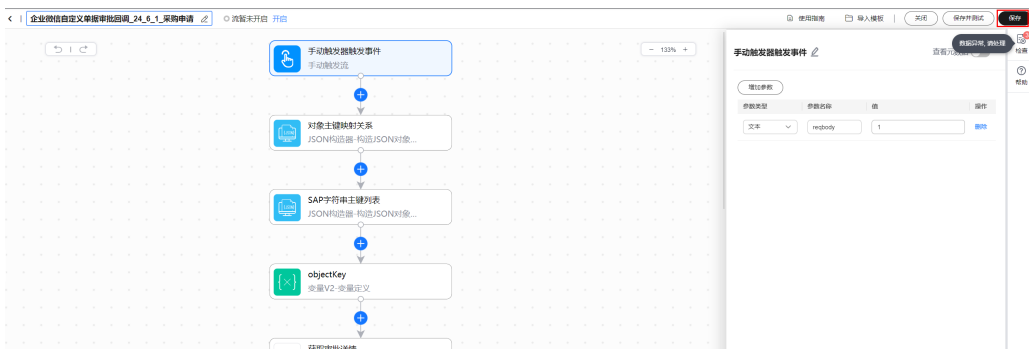 企业微信自定义单据审批回调_24_6_1_采购申请
流暂未开启 开启
使用指南
导入模板
关闭
保存并测试
保存
133%
手动触发器触发事件
手动触发流
对象主键映射关系
JSON构造器-构造JSON对象...
SAP字符串主键列表
JSON构造器-构造JSON对象...
objectKey
变量V2-变量定义
获取审批详情
手动触发器触发事件
查看元数
数据异常, 请处理
检查
帮助
增加参数
参数类型 参数名称 值 操作
文本 reqbody 1 删除